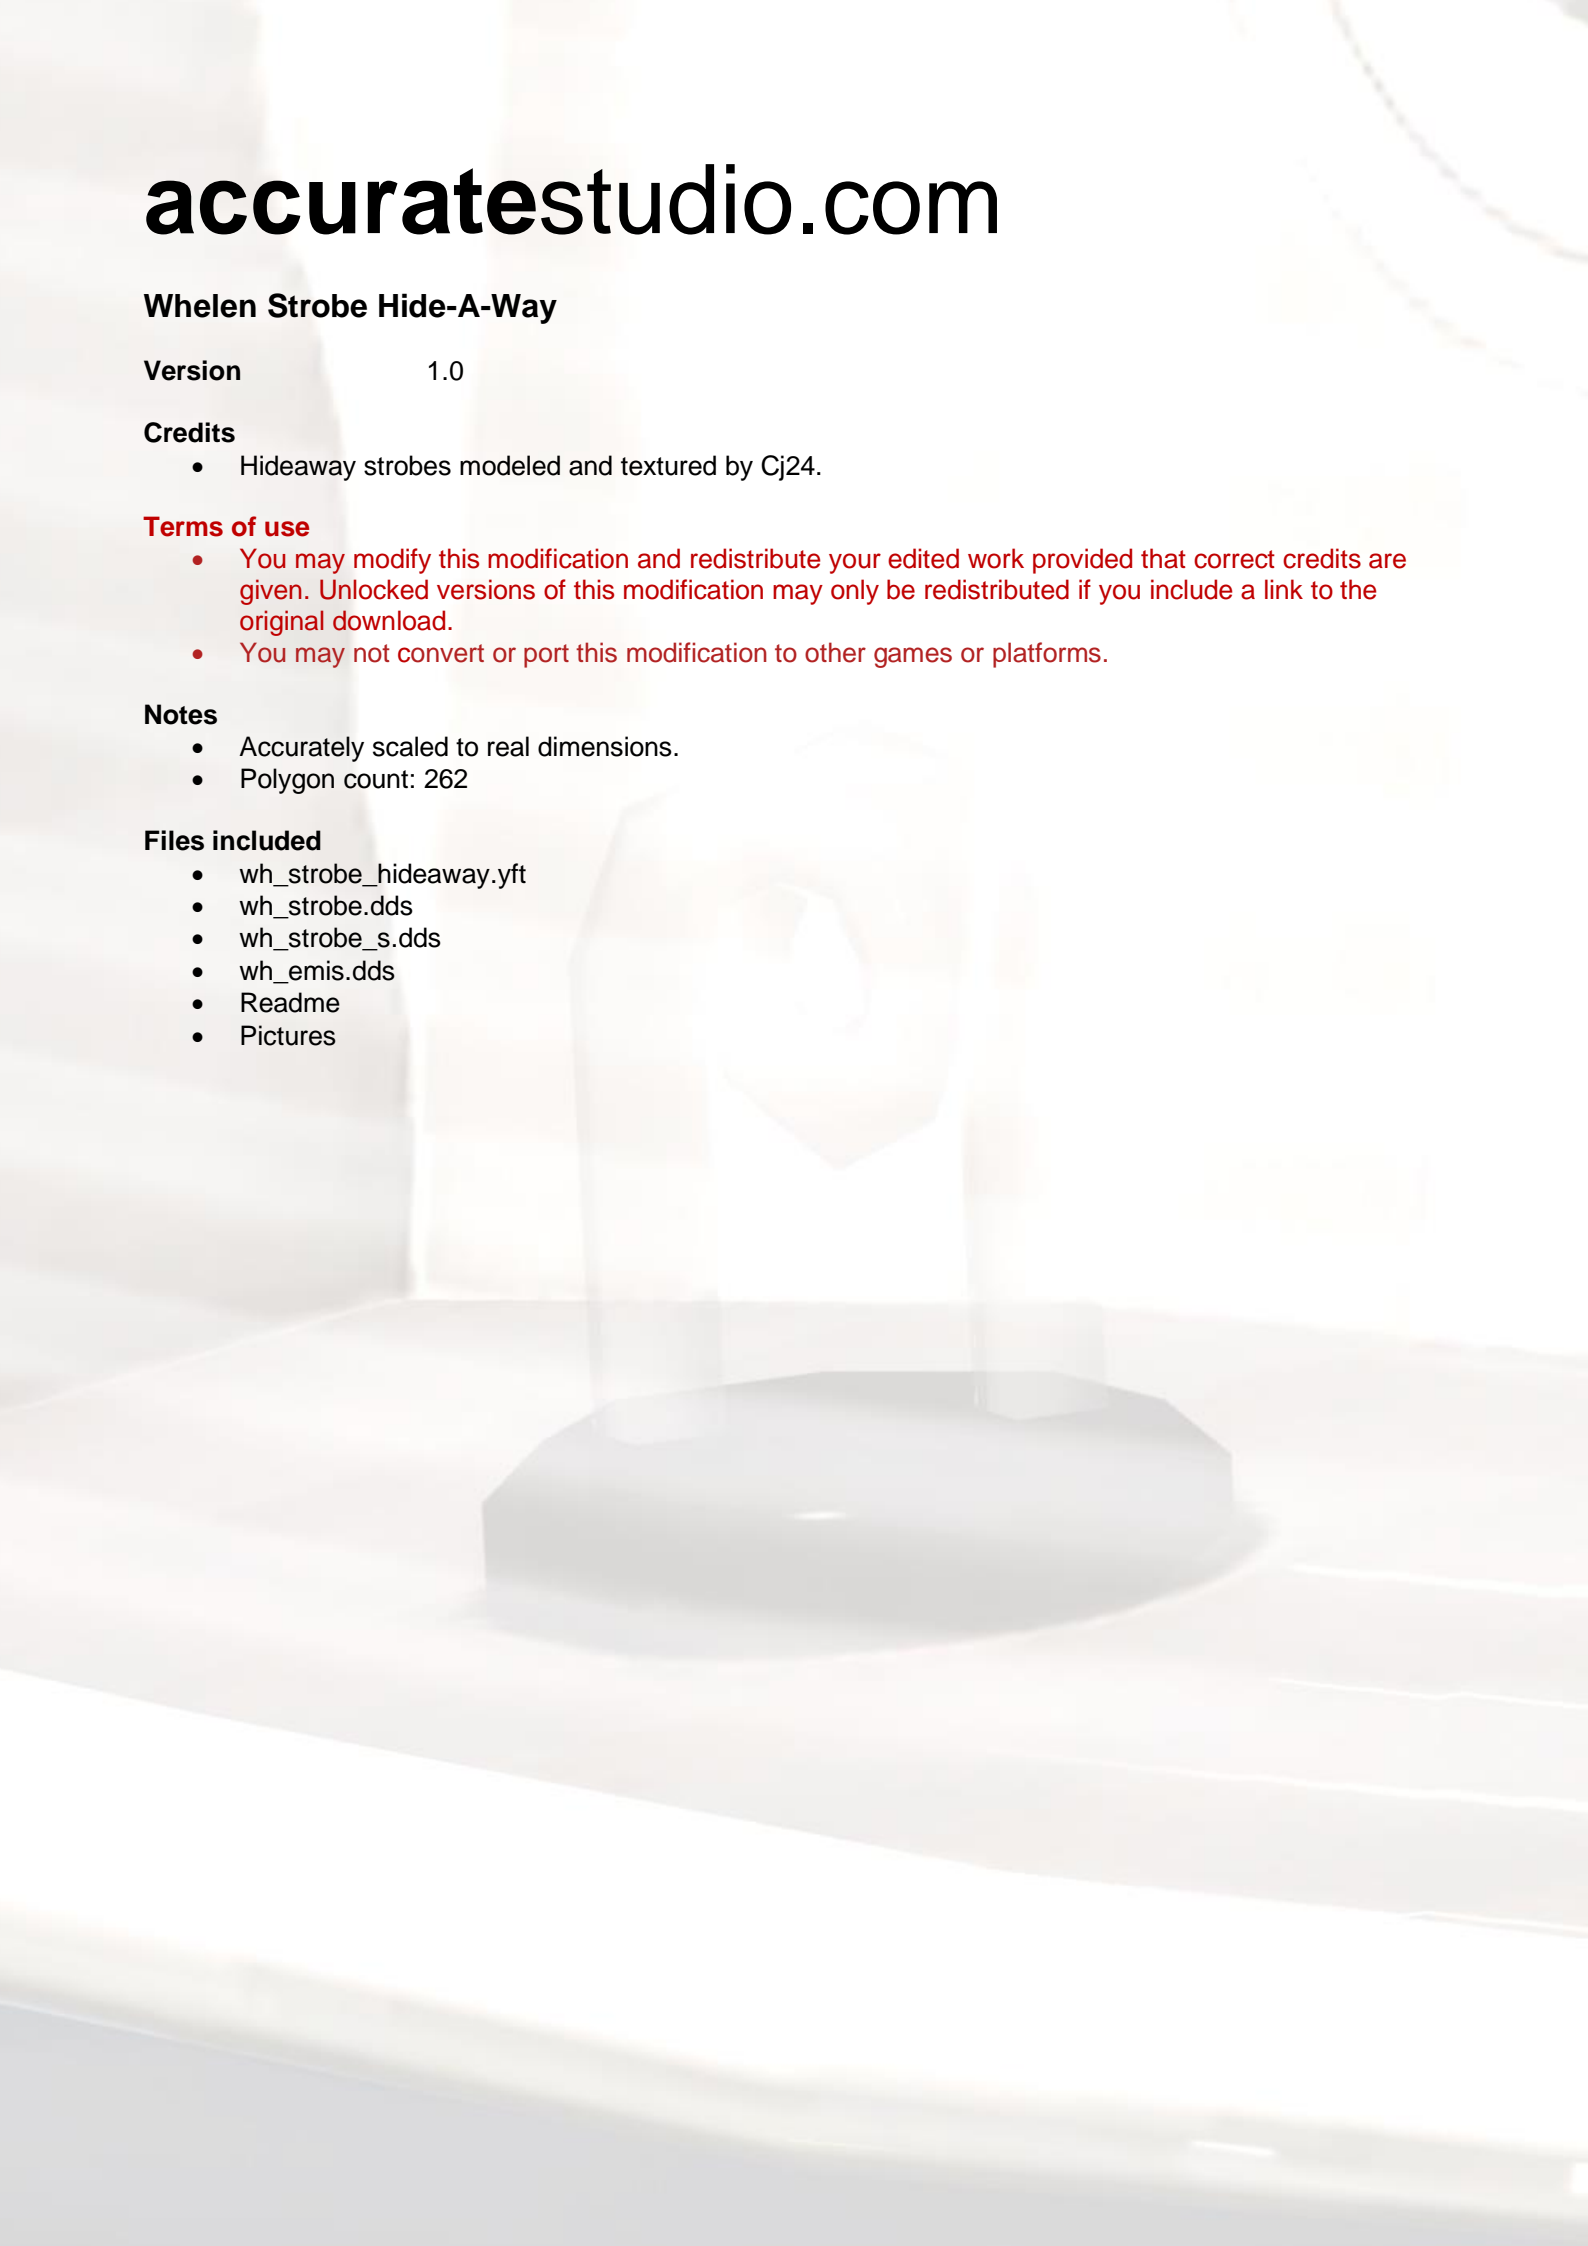 accuratestudio.com
Whelen Strobe Hide-A-Way
Version 1.0
Credits
• Hideaway strobes modeled and textured by Cj24.
Terms of use
• You may modify this modification and redistribute your edited work provided that correct credits are
given. Unlocked versions of this modification may only be redistributed if you include a link to the
original download.
• You may not convert or port this modification to other games or platforms.
Notes
• Accurately scaled to real dimensions.
• Polygon count: 262
Files included
• wh_strobe_hideaway.yft
• wh_strobe.dds
• wh_strobe_s.dds
• wh_emis.dds
• Readme
• Pictures